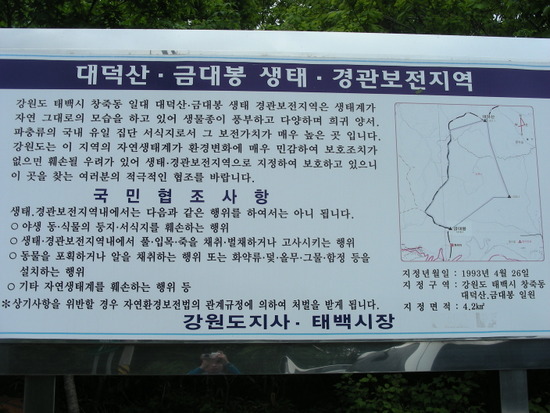 대덕산 · 금대봉 생태 · 경관보전지역
강원도 태백시 창죽동 일대 대덕산·금대봉 생태 경관보전지역은 생태계가
자연 그대로의 모습을 하고 있어 생물종이 풍부하고 다양하며 희귀 양서.
파충류의 국내 유일 집단 서식지로서 그 보전가치가 매우 높은 곳 입니다.
강원도는 이 지역의 자연생태계가 환경변화에 매우 민감하여 보호조치가
없으면 훼손될 우려가 있어 생태·경관보전지역으로 지정하여 보호하고 있으니
이 곳을 찾는 여러분의 적극적인 협조를 바랍니다.
국 민 협 조 사 항
생태.경관보전지역내에서는 다음과 같은 행위를 하여서는 아니 됩니다.
○ 야생 동·식물의 둥지·서식지를 훼손하는 행위
○ 생태·경관보전지역내에서 풀·입목·죽을 채취·벌채하거나 고사시키는 행위
○ 동물을 포획하거나 알을 채취하는 행위 또는 화약류·덫·올무·그물·함정 등을
설치하는 행위
○ 기타 자연생태계를 훼손하는 행위 등
※상기사항을 위반할 경우 자연환경보전법의 관계규정에 의하여 처벌을 받게 됩니다.
강원도지사 · 태백시장
지정년월일 : 1993년 4월 26일
지 정 구 역 : 강원도 태백시 창죽동
대덕산,금대봉 일원
지 정 면 적 : 4.2㎢